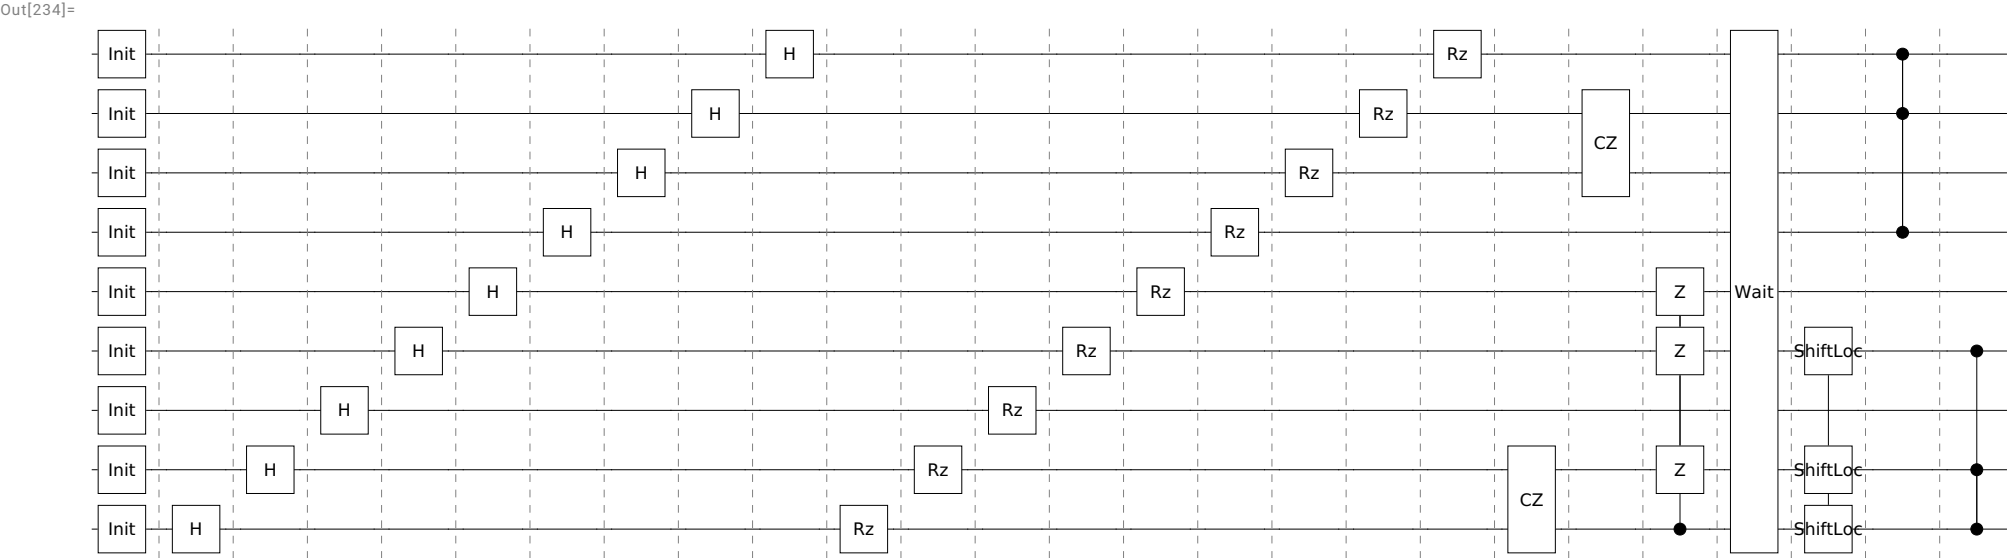 Out[234]=
Init H Rz
Init H Rz CZ
Init H Rz
Init H Rz
Init H Rz Z Wait
Init H Rz Z ShiftLoc
Init H Rz
Init H Rz Z ShiftLoc
CZ
Init H Rz ShiftLoc